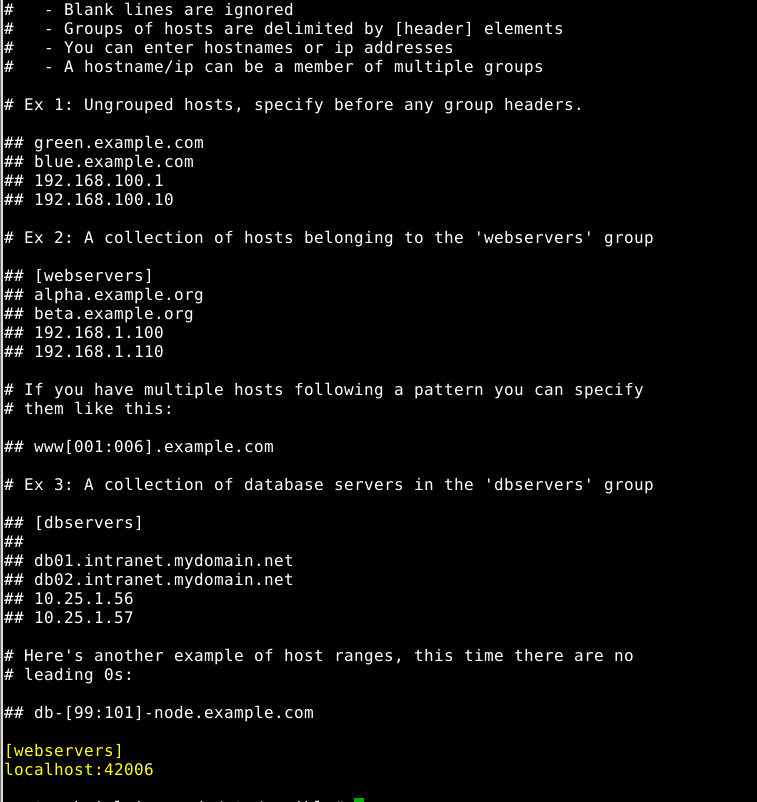 #   - Blank lines are ignored
#   - Groups of hosts are delimited by [header] elements
#   - You can enter hostnames or ip addresses
#   - A hostname/ip can be a member of multiple groups
# Ex 1: Ungrouped hosts, specify before any group headers.
## green.example.com
## blue.example.com
## 192.168.100.1
## 192.168.100.10
# Ex 2: A collection of hosts belonging to the 'webservers' group
## [webservers]
## alpha.example.org
## beta.example.org
## 192.168.1.100
## 192.168.1.110
# If you have multiple hosts following a pattern you can specify
# them like this:
## www[001:006].example.com
# Ex 3: A collection of database servers in the 'dbservers' group
## [dbservers]
##
## db01.intranet.mydomain.net
## db02.intranet.mydomain.net
## 10.25.1.56
## 10.25.1.57
# Here's another example of host ranges, this time there are no
# leading 0s:
## db-[99:101]-node.example.com
[webservers]
localhost:42006